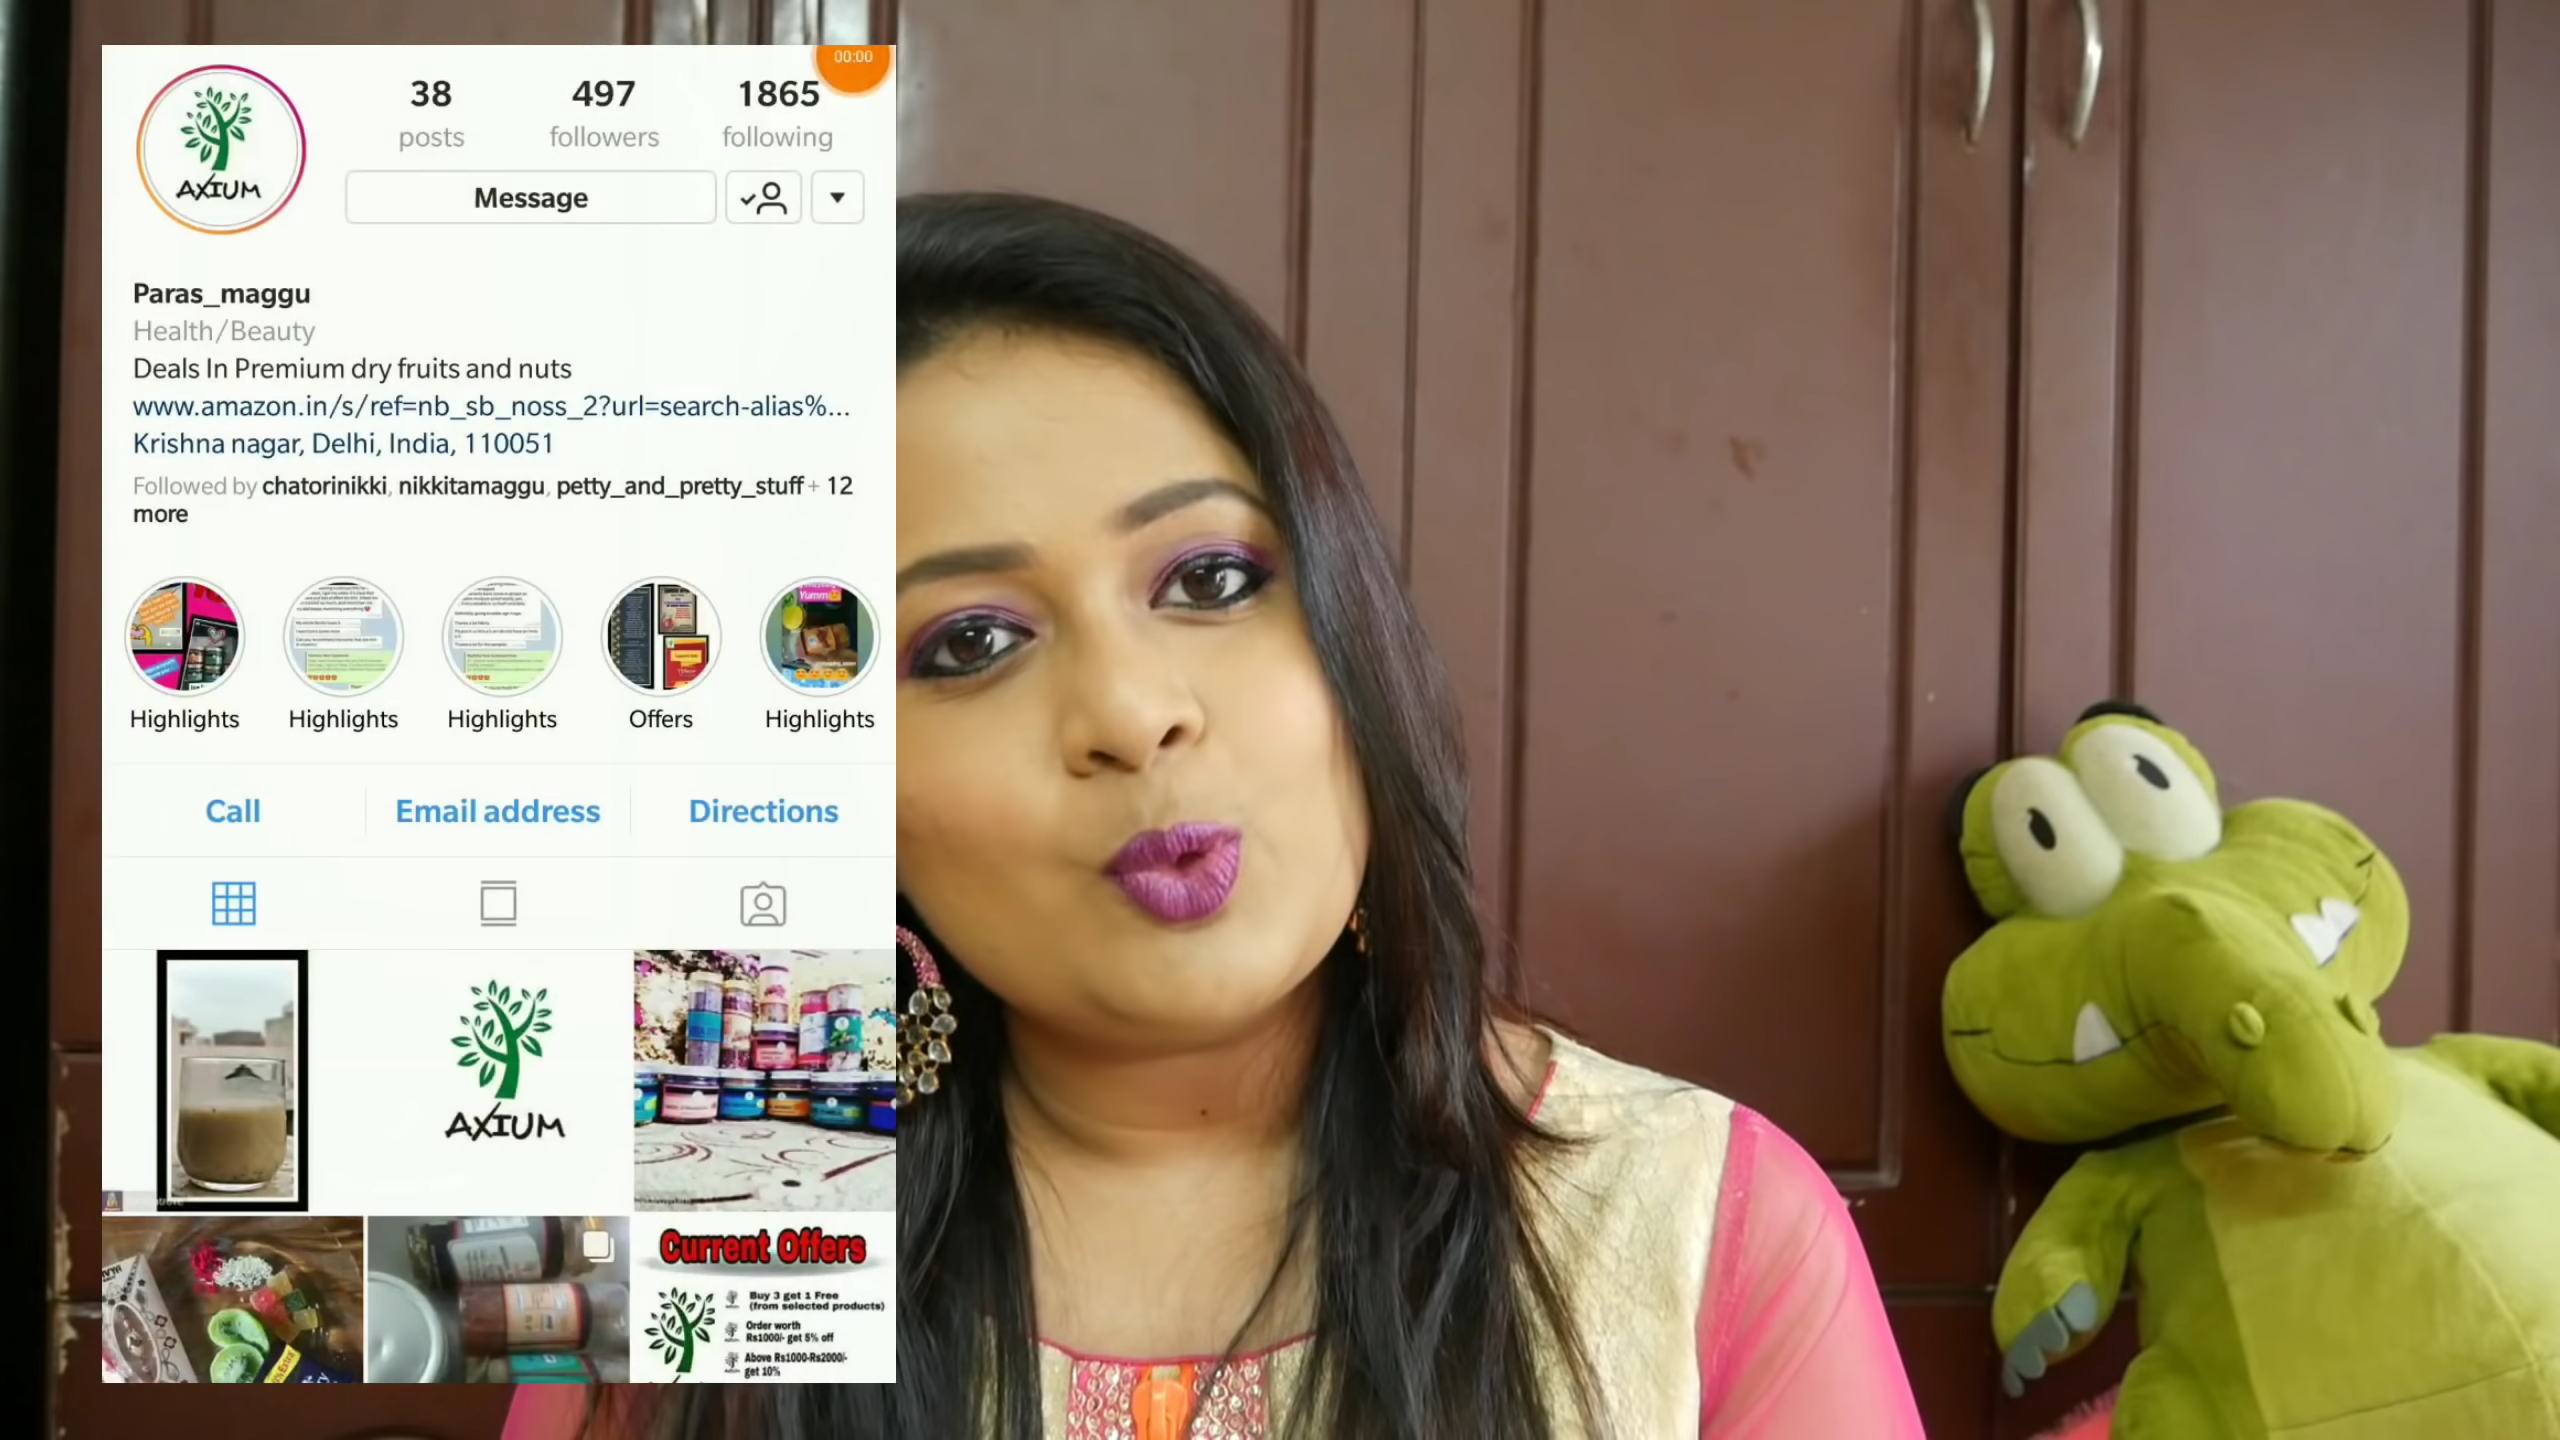 00:00
38 497 1865
posts followers following
AXIUM
Message
Paras_maggu
Health/Beauty
Deals In Premium dry fruits and nuts
www.amazon.in/s/ref=nb_sb_noss_2?url=search-alias%...
Krishna nagar, Delhi, India, 110051
Followed by chatorinikki, nikkitamaggu, petty_and_pretty_stuff + 12
more
Yumm
Highlights Highlights Highlights Offers Highlights
Call Email address Directions
AXIUM
Current Offers
Buy 3 get 1 Free
(from selected products)
Order worth
Rs1000/- get 5% off
Above Rs1000-Rs2000/-
get 10%